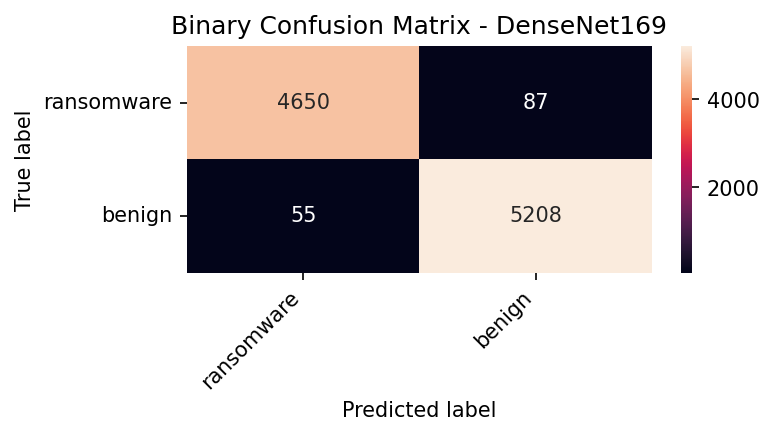 Binary Confusion Matrix - DenseNet169
ransomware 4650 87
4000
benign 55 5208
2000
True label
ransomware benign
Predicted label